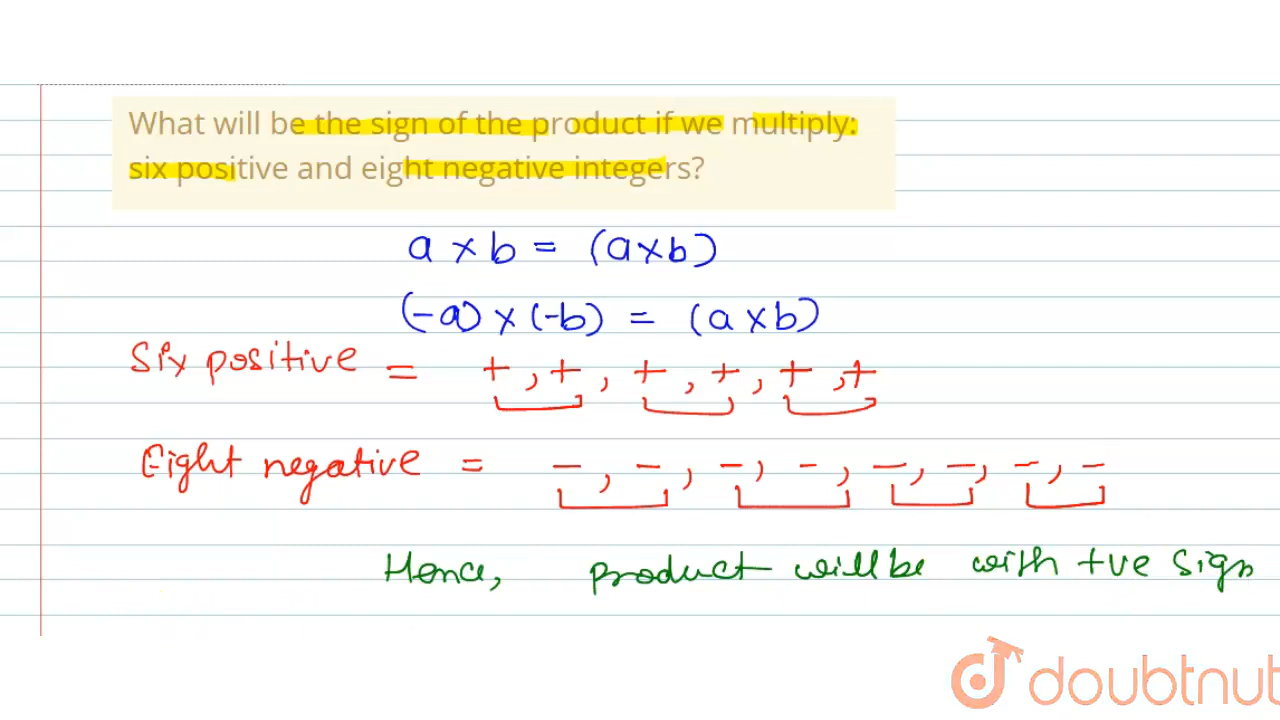 What will be the sign of the product if we multiply:
six positive and eight negative integers?
a × b = (a×b)
(-a) × (-b) = (a × b)
Six positive = +, +, +, +, +, +
Eight negative = -, -, -, -, -, -, -, -
Hence, product will be with +ve sign
doubtnut